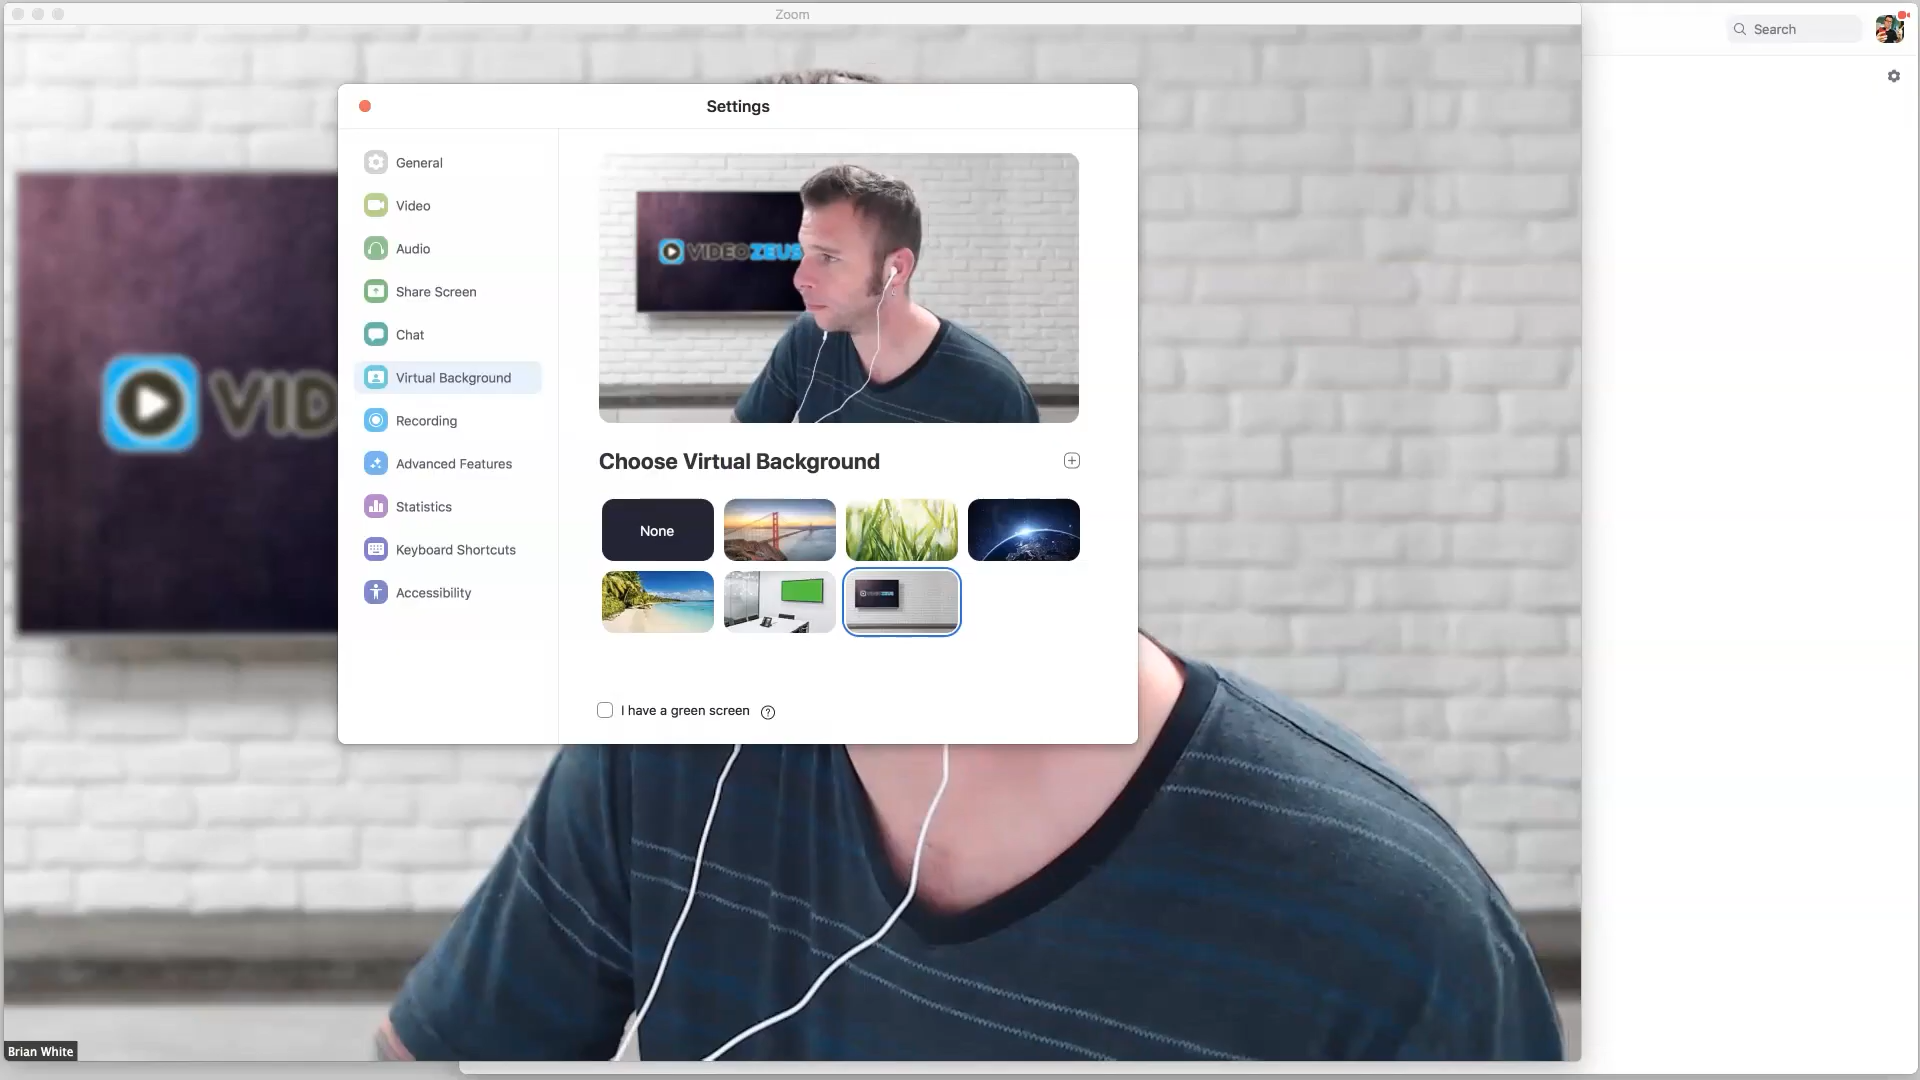 Zoom
Search
Settings
General
Video
Audio
Share Screen
Chat
Virtual Background
Recording
Advanced Features
Statistics
Keyboard Shortcuts
Accessibility
VIDEOZEUS
VID
Choose Virtual Background
None
VIDEOZEUS
I have a green screen
Brian White